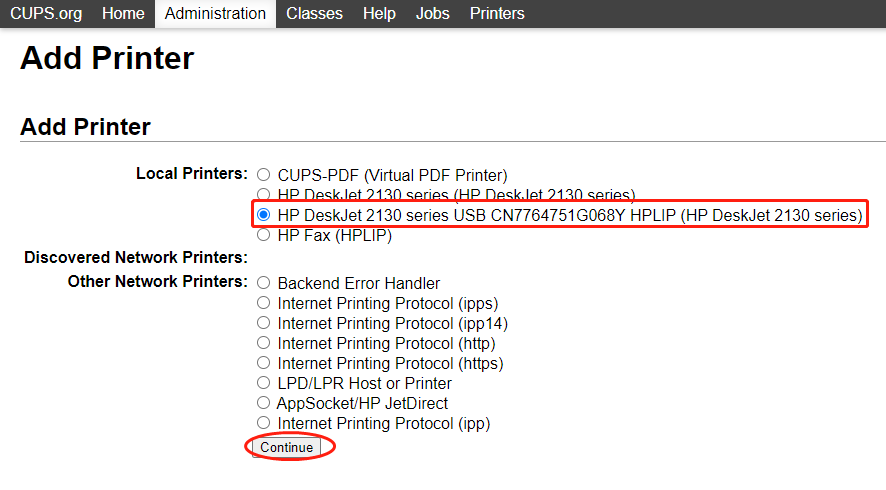 CUPS.org Home Administration Classes Help Jobs Printers
Add Printer
Add Printer
Local Printers: CUPS-PDF (Virtual PDF Printer)
HP DeskJet 2130 series (HP DeskJet 2130 series)
HP DeskJet 2130 series USB CN7764751G068Y HPLIP (HP DeskJet 2130 series)
HP Fax (HPLIP)
Discovered Network Printers:
Other Network Printers: Backend Error Handler
Internet Printing Protocol (ipps)
Internet Printing Protocol (ipp14)
Internet Printing Protocol (http)
Internet Printing Protocol (https)
LPD/LPR Host or Printer
AppSocket/HP JetDirect
Internet Printing Protocol (ipp)
Continue